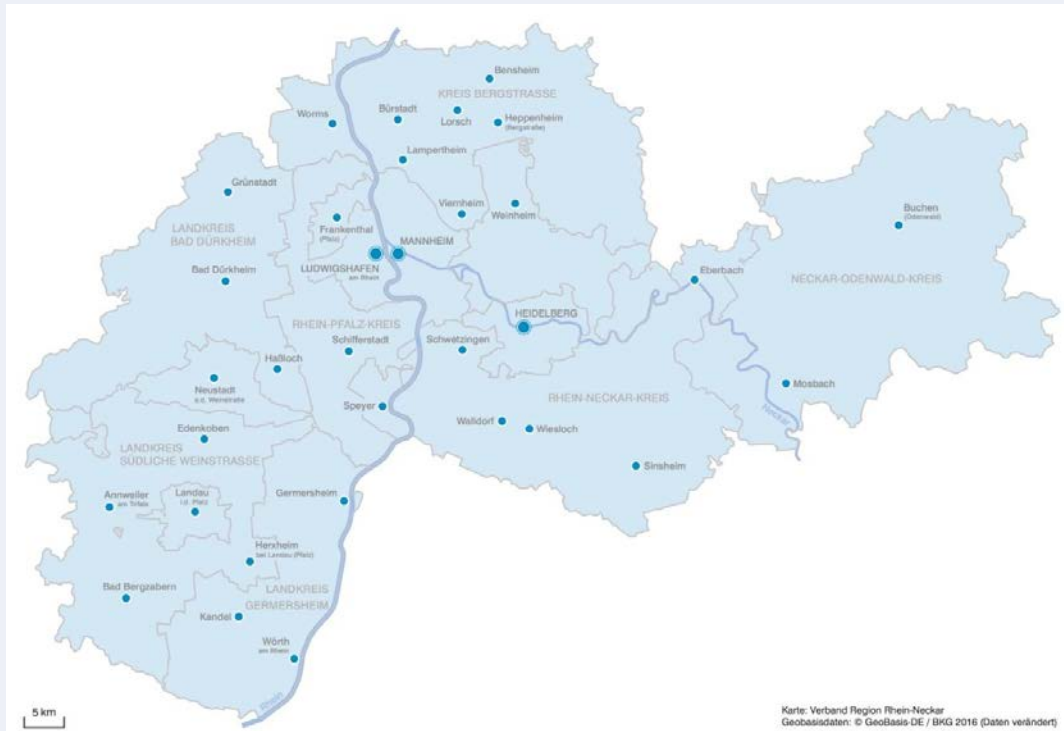 Bensheim
KREIS BERGSTRASSE
Worms
Bürstadt
Lorsch
Heppenheim
(Bergstraße)
Lampertheim
Grünstadt
Viernheim
Weinheim
Buchen
(Odenwald)
Frankenthal
(Pfalz)
LANDKREIS
BAD DÜRKHEIM
MANNHEIM
LUDWIGSHAFEN
am Rhein
Bad Dürkheim
Eberbach
NECKAR-ODENWALD-KREIS
HEIDELBERG
RHEIN-PFALZ-KREIS
Schifferstadt
Schwetzingen
Haßloch
Neustadt
a.d. Weinstraße
Mosbach
Speyer
RHEIN-NECKAR-KREIS
Neckar
Walldorf
Wiesloch
Edenkoben
LANDKREIS
SÜDLICHE WEINSTRASSE
Sinsheim
Annweiler
am Trifels
Landau
i.d. Pfalz
Germersheim
Herxheim
bei Landau (Pfalz)
Bad Bergzabern
LANDKREIS
GERMERSHEIM
Kandel
Wörth
am Rhein
Rhein
5 km
Karte: Verband Region Rhein-Neckar
Geobasisdaten: © GeoBasis-DE / BKG 2016 (Daten verändert)